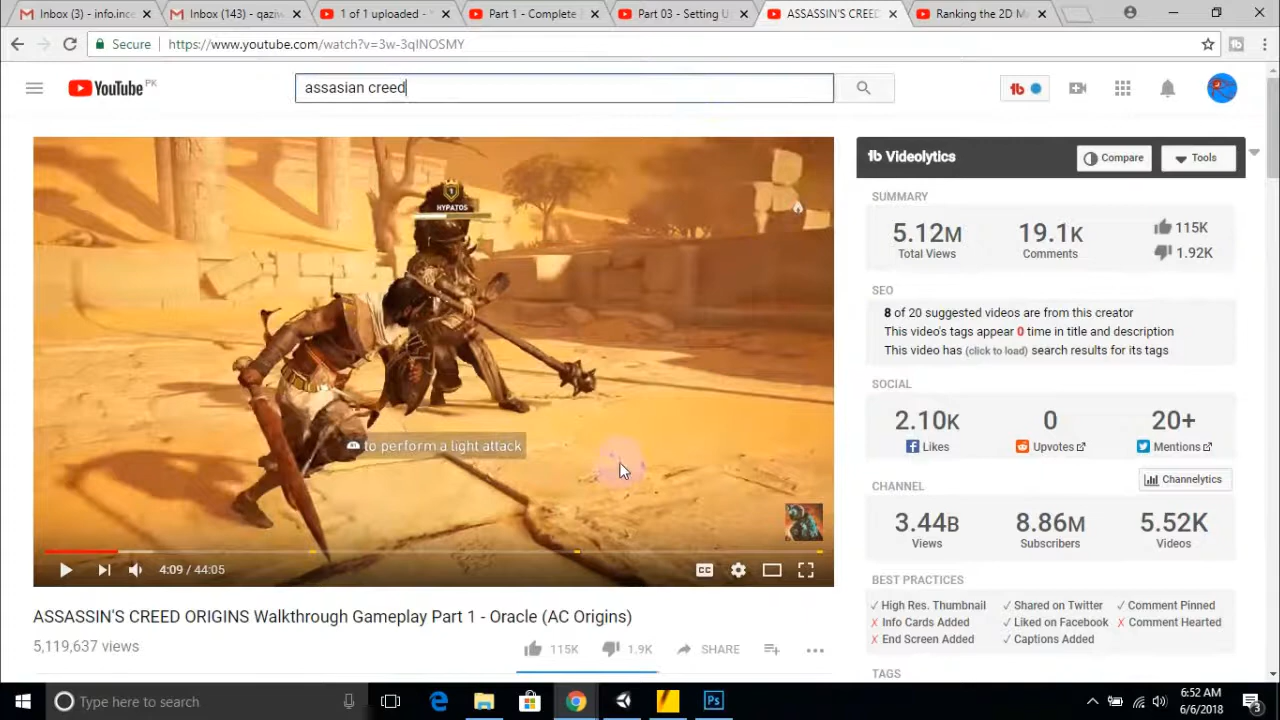 Inbox (3) - info.ince
Inbox (143) - qaziw
1 of 1 uploaded -
Part 1 - Complete
Part 03 - Setting U
ASSASSIN'S CREED
Ranking the 2D M
Secure https://www.youtube.com/watch?v=3w-3qINOSMY
YouTube PK
assasian creed
HYPATOS
to perform a light attack
4:09 / 44:05
CC
ASSASSIN'S CREED ORIGINS Walkthrough Gameplay Part 1 - Oracle (AC Origins)
5,119,637 views
115K 1.9K SHARE
Videolytics Compare Tools
SUMMARY
5.12M 19.1K 115K
Total Views Comments 1.92K
SEO
8 of 20 suggested videos are from this creator
This video's tags appear 0 time in title and description
This video has (click to load) search results for its tags
SOCIAL
2.10K 0 20+
Likes Upvotes Mentions
CHANNEL Channelytics
3.44B 8.86M 5.52K
Views Subscribers Videos
BEST PRACTICES
✓ High Res. Thumbnail ✓ Shared on Twitter ✓ Comment Pinned
✗ Info Cards Added ✓ Liked on Facebook ✗ Comment Hearted
✗ End Screen Added ✓ Captions Added
TAGS
Type here to search
Ps
6:52 AM
6/6/2018
3